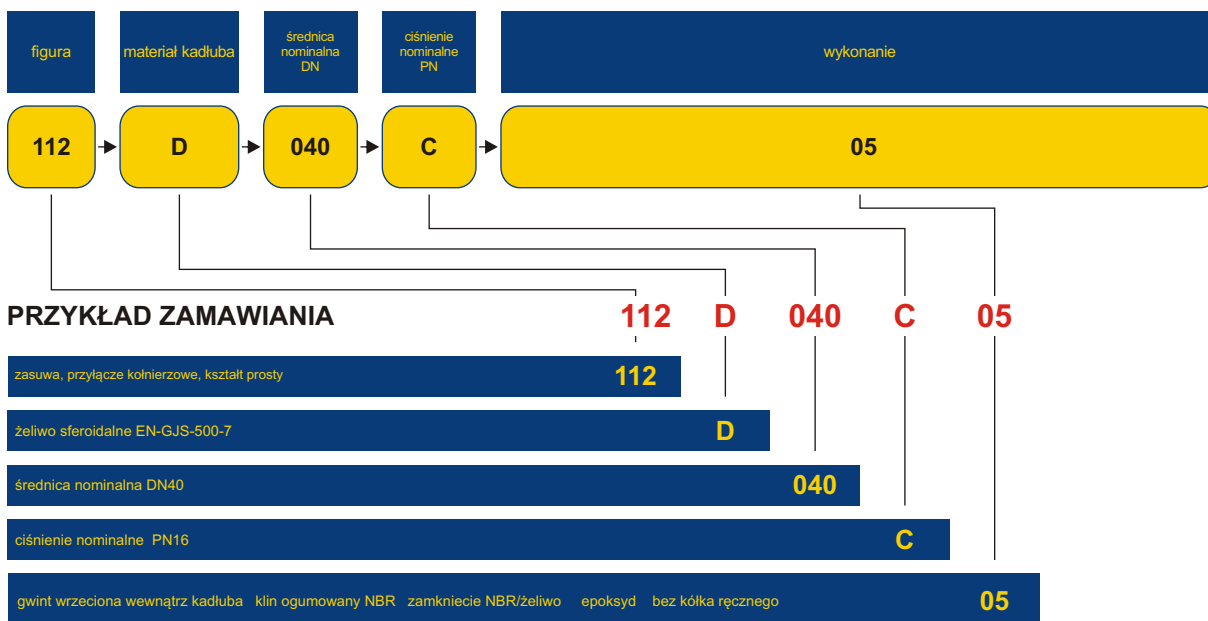 figura
materiał kadłuba
średnica
nominalna
DN
ciśnienie
nominalne
PN
wykonanie
112
D
040
C
05
PRZYKŁAD ZAMAWIANIA 112 D 040 C 05
zasuwa, przyłącze kołnierzowe, kształt prosty 112
żeliwo sferoidalne EN-GJS-500-7 D
średnica nominalna DN40 040
ciśnienie nominalne PN16 C
gwint wrzeciona wewnątrz kadłuba klin ogumowany NBR zamkniecie NBR/żeliwo epoksyd bez kółka ręcznego 05